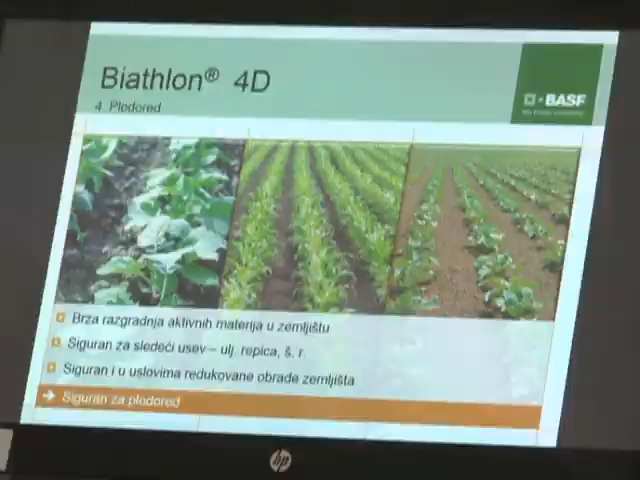 Biathlon® 4D
4. Plodored
BASF
Brza razgradnja aktivnih materija u zemljištu
Siguran za sledeći usev – ulj. repica, š. r.
Siguran i u uslovima redukovane obrade zemljišta
Siguran za plodored
hp